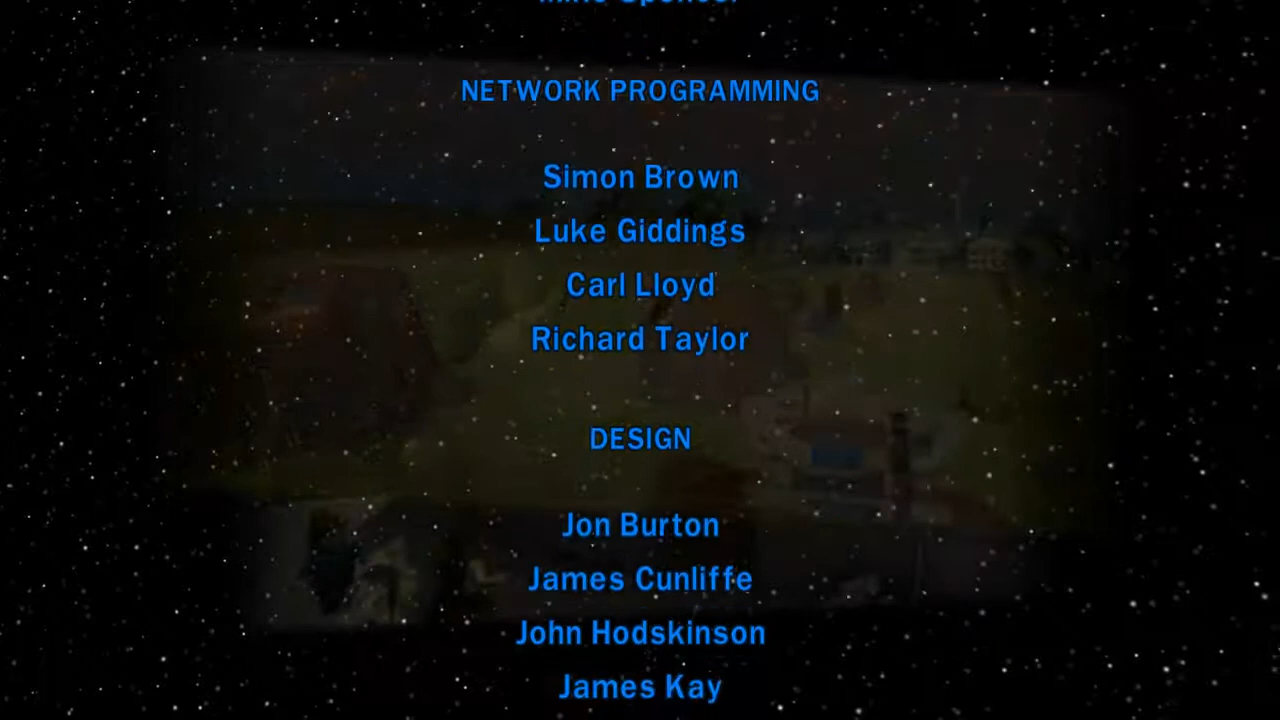 NETWORK PROGRAMMING
Simon Brown
Luke Giddings
Carl Lloyd
Richard Taylor
DESIGN
Jon Burton
James Cunliffe
John Hodskinson
James Kay